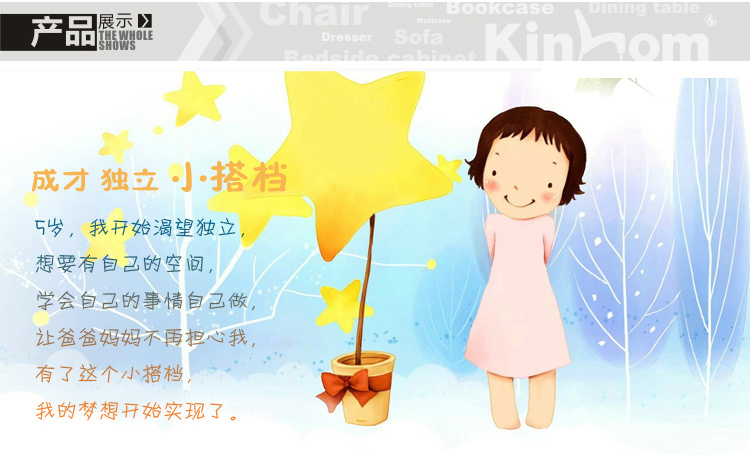 产品展示
THE WHOLE
SHOWS
Chair
Dining table
Bookcase
Dining table
Mattress
Dresser
Sofa
Bedside cabinet
Kinhom
成才 独立 小·搭档
5岁，我开始渴望独立，
想要有自己的空间，
学会自己的事情自己做，
让爸爸妈妈不再担心我，
有了这个小搭档，
我的梦想开始实现了。